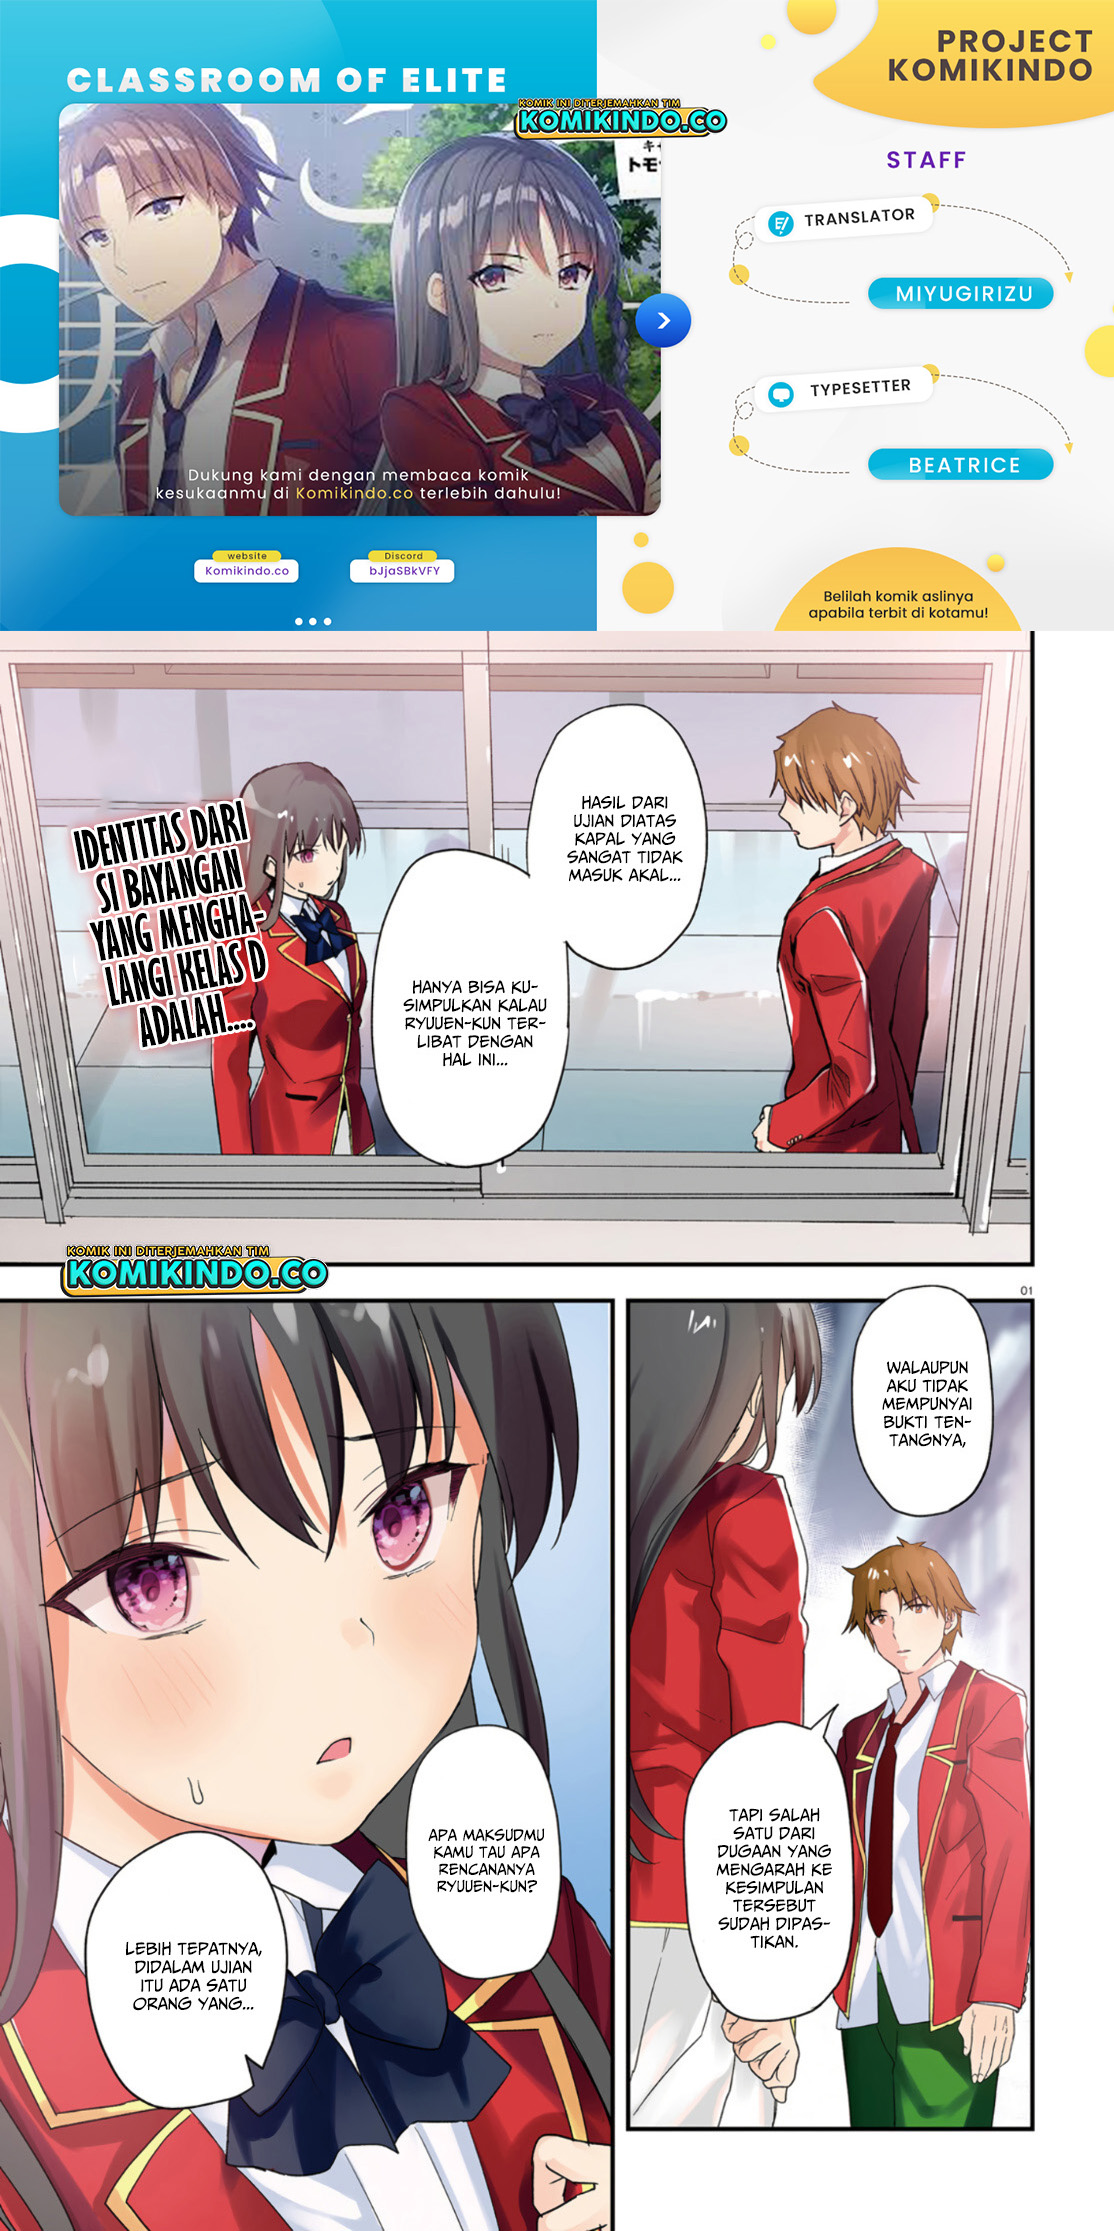 CLASSROOM OF ELITE
KOMIK INI DITERJEMAHKAN TIM
KOMIKINDO.CO
キャ
トモ
Dukung kami dengan membaca komik
kesukaanmu di Komikindo.co terlebih dahulu!
website
Komikindo.co
Discord
bJjaSBkVFY
PROJECT
KOMIKINDO
STAFF
TRANSLATOR
MIYUGIRIZU
TYPESETTER
BEATRICE
Belilah komik aslinya
apabila terbit di kotamu!
HASIL DARI
UJIAN DIATAS
KAPAL YANG
SANGAT TIDAK
MASUK AKAL...
HANYA BISA KU-
SIMPULKAN KALAU
RYUUEN-KUN TER-
LIBAT DENGAN
HAL INI...
IDENTITAS DARI
SI BAYANGAN
YANG MENGHA-
LANGI KELAS D
ADALAH....
KOMIK INI DITERJEMAHKAN TIM
KOMIKINDO.CO
01
WALAUPUN
AKU TIDAK
MEMPUNYAI
BUKTI TEN-
TANGNYA,
TAPI SALAH
SATU DARI
DUGAAN YANG
MENGARAH KE
KESIMPULAN
TERSEBUT
SUDAH DIPAS-
TIKAN.
APA MAKSUDMU
KAMU TAU APA
RENCANANYA
RYUUEN-KUN?
LEBIH TEPATNYA,
DIDALAM UJIAN
ITU ADA SATU
ORANG YANG...